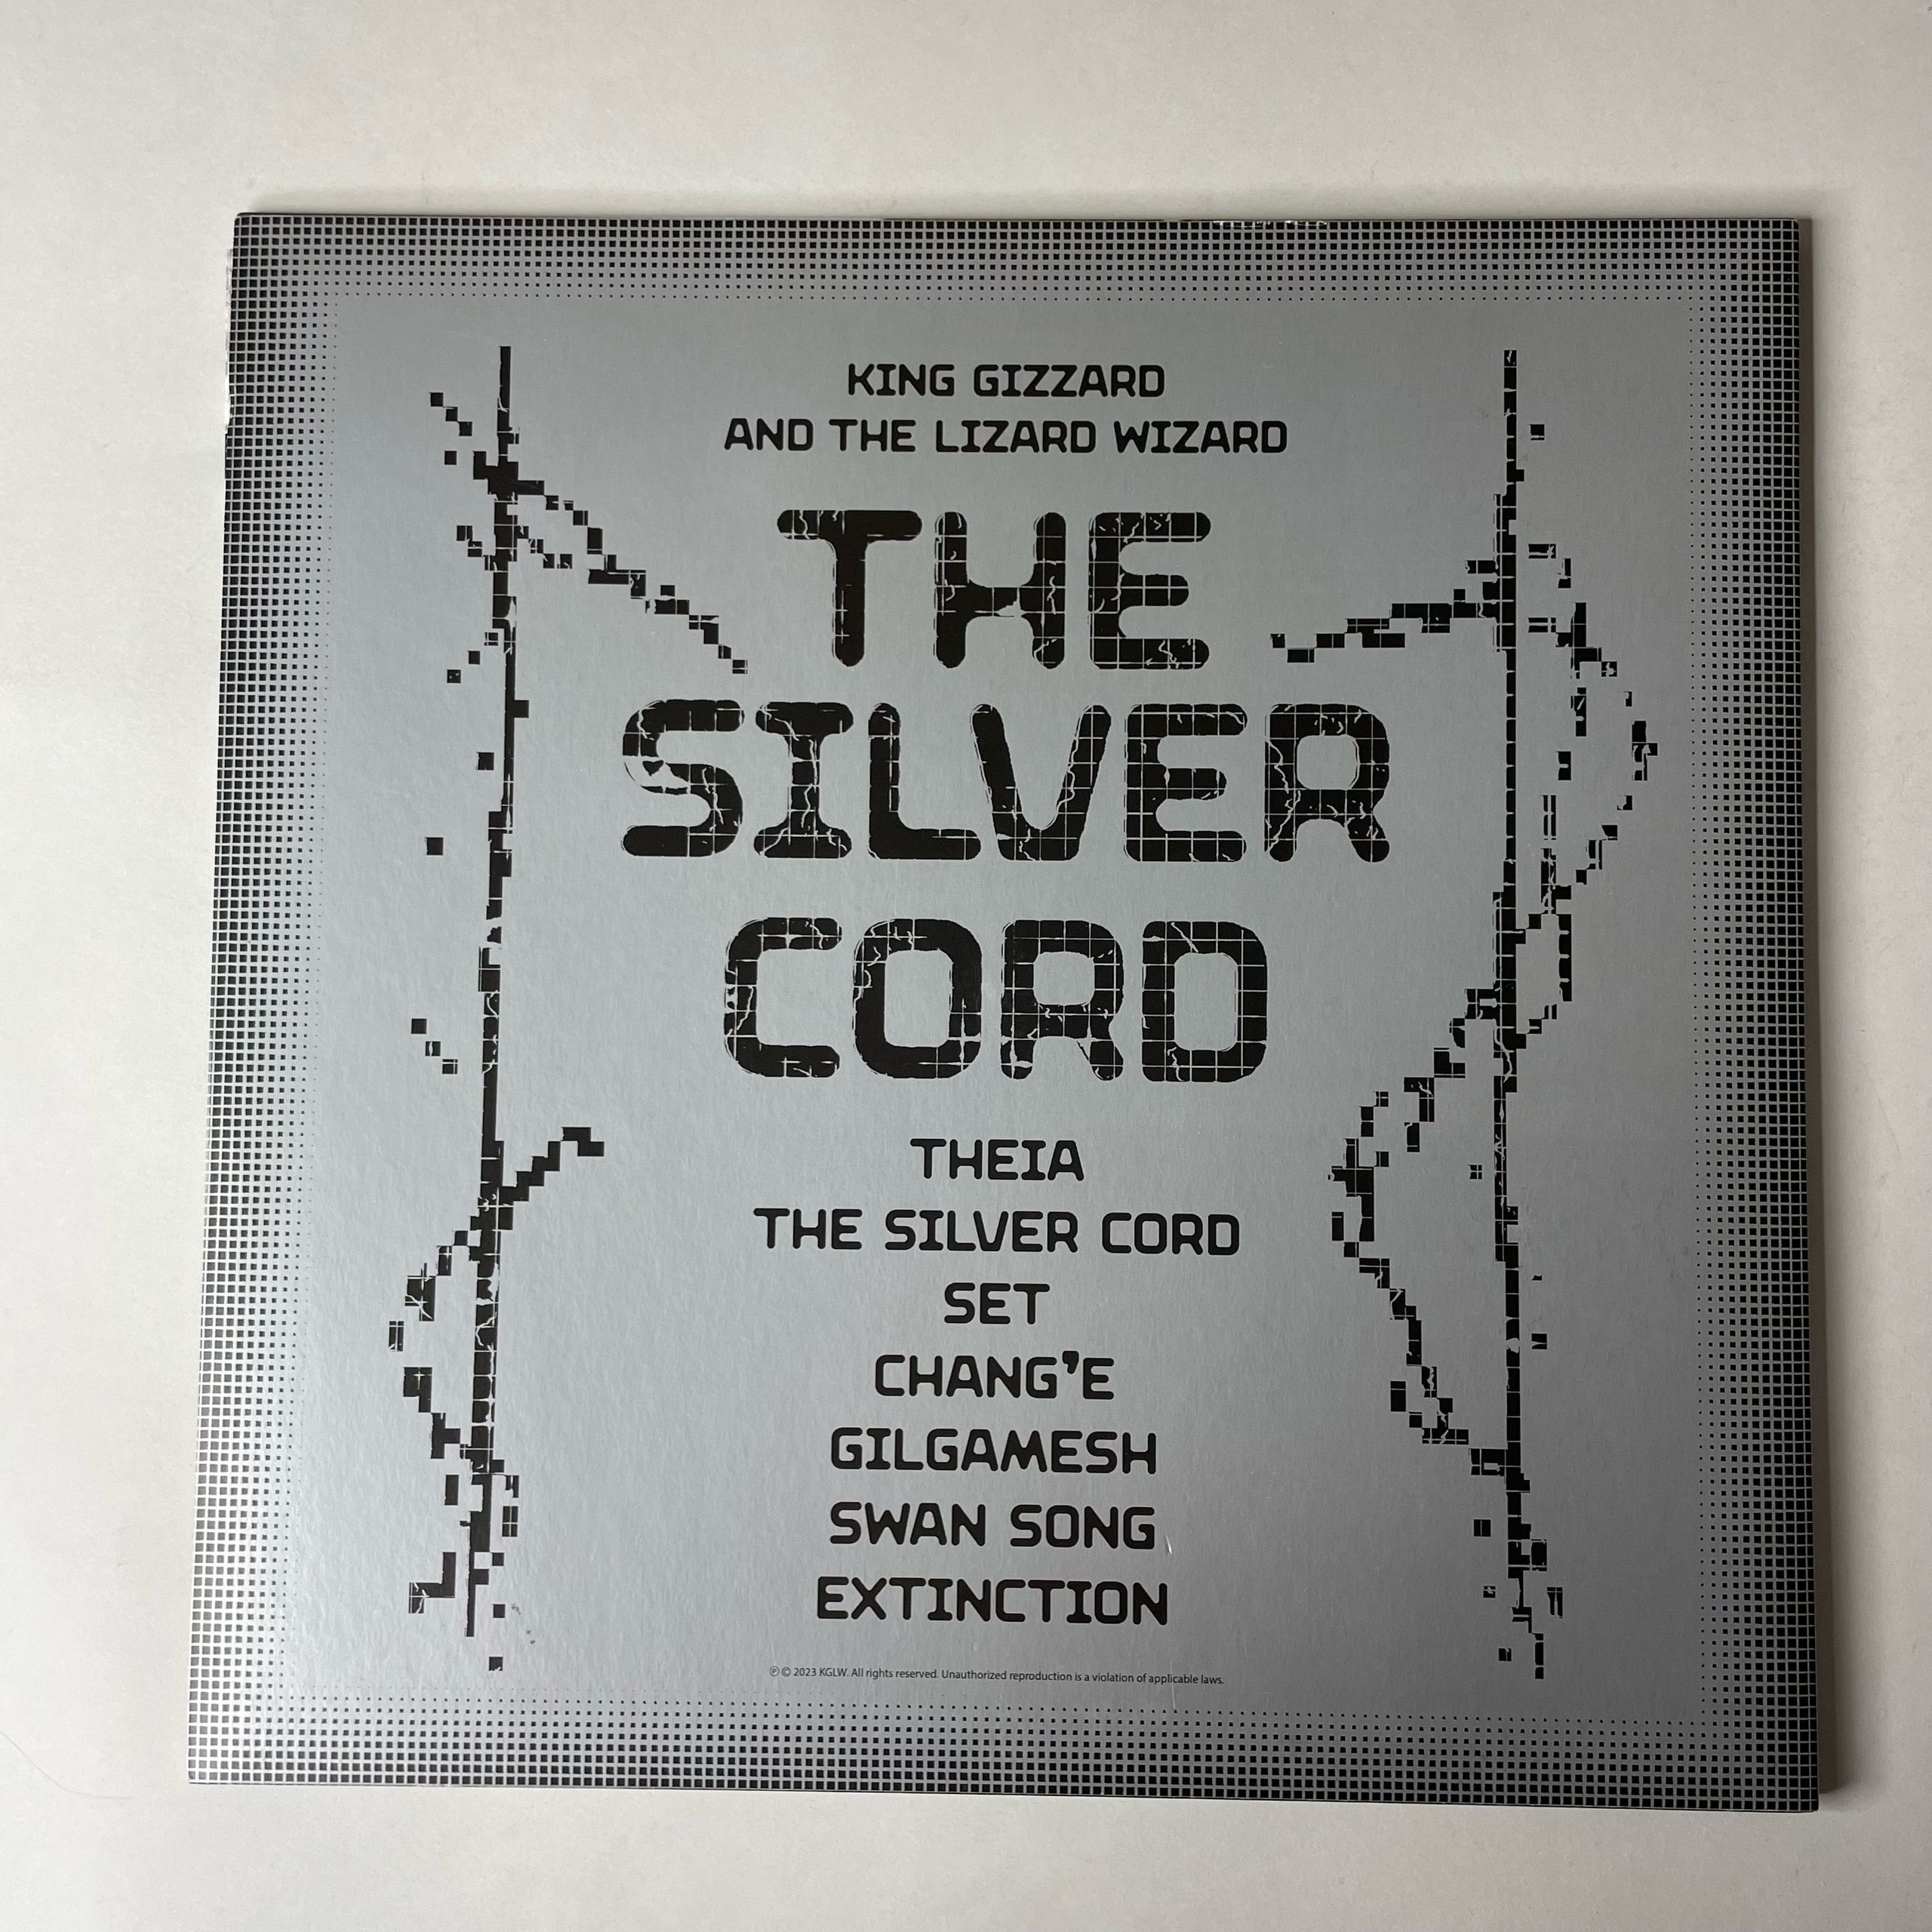 KING GIZZARD
AND THE LIZARD WIZARD
THE
SILVER
CORD
THEIA
THE SILVER CORD
SET
CHANG'E
GILGAMESH
SWAN SONG
EXTINCTION
℗ © 2023 KGLW. All rights reserved. Unauthorized reproduction is a violation of applicable laws.